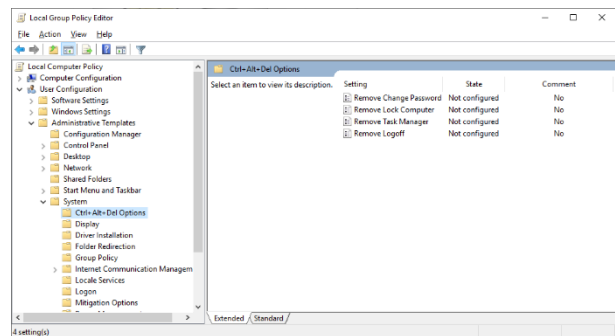 Local Group Policy Editor
File Action View Help
Local Computer Policy
Computer Configuration
User Configuration
Software Settings
Windows Settings
Administrative Templates
Configuration Manager
Control Panel
Desktop
Network
Shared Folders
Start Menu and Taskbar
System
Ctrl+Alt+Del Options
Display
Driver Installation
Folder Redirection
Group Policy
Internet Communication Managem
Locale Services
Logon
Mitigation Options
Ctrl+Alt+Del Options
Select an item to view its description.
Setting State Comment
Remove Change Password Not configured No
Remove Lock Computer Not configured No
Remove Task Manager Not configured No
Remove Logoff Not configured No
Extended Standard
4 setting(s)